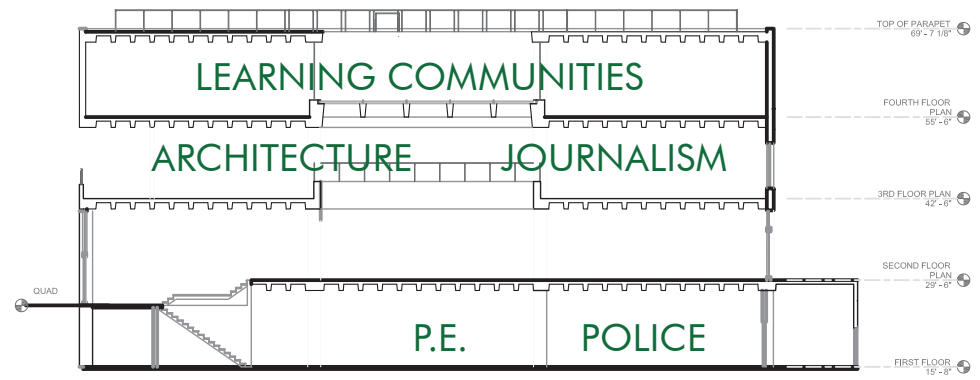 TOP OF PARAPET
69' - 7 1/8"
LEARNING COMMUNITIES
FOURTH FLOOR
PLAN
55' - 6"
ARCHITECTURE JOURNALISM
3RD FLOOR PLAN
42' - 6"
SECOND FLOOR
PLAN
29' - 6"
QUAD
P.E. POLICE
FIRST FLOOR
15' - 8"